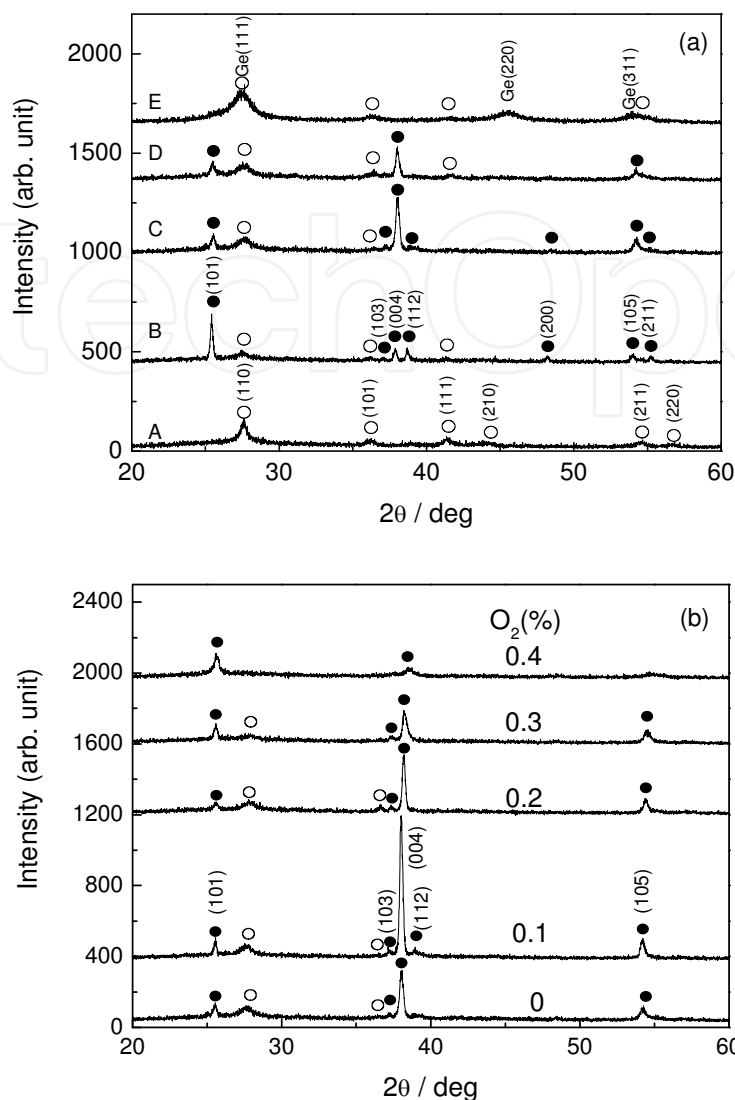 (a)
Intensity (arb. unit)
2000
1500
1000
500
0
E
Ge(111)
Ge(220)
Ge(311)
D
C
B
(101)
(103)
(004)
(112)
(200)
(105)
(211)
A
(110)
(101)
(111)
(210)
(211)
(220)
20
30
40
50
60
2θ / deg
(b)
Intensity (arb. unit)
2400
2000
1600
1200
800
400
0
O2(%)
0.4
0.3
0.2
0.1
0
(101)
(103)
(004)
(112)
(105)
20
30
40
50
60
2θ / deg
techOp